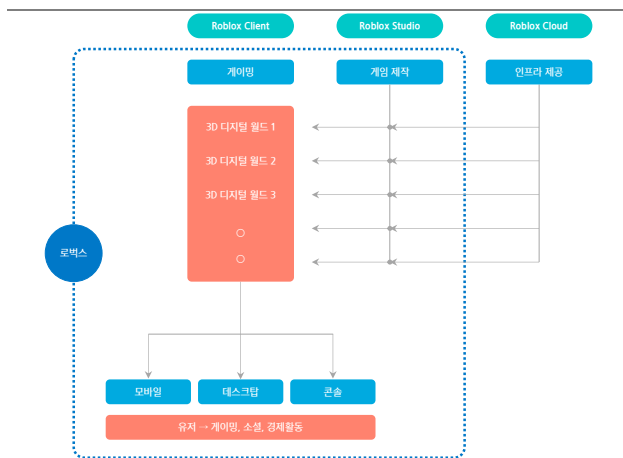 Roblox Client
Roblox Studio
Roblox Cloud
게이밍
게임 제작
인프라 제공
3D 디지털 월드 1
3D 디지털 월드 2
3D 디지털 월드 3
○
○
로벅스
모바일
데스크탑
콘솔
유저 → 게이밍, 소셜, 경제활동